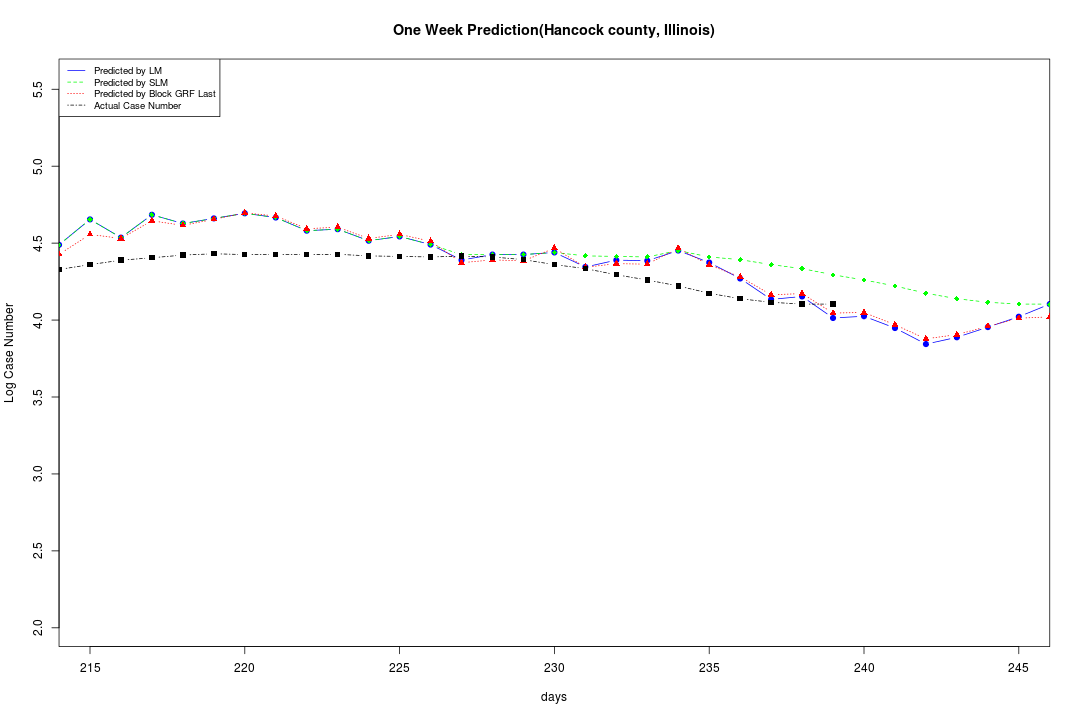 One Week Prediction(Hancock county, Illinois)
Predicted by LM
Predicted by SLM
Predicted by Block GRF Last
Actual Case Number
5.5
5.0
4.5
4.0
3.5
3.0
2.5
2.0
Log Case Number
215 220 225 230 235 240 245
days